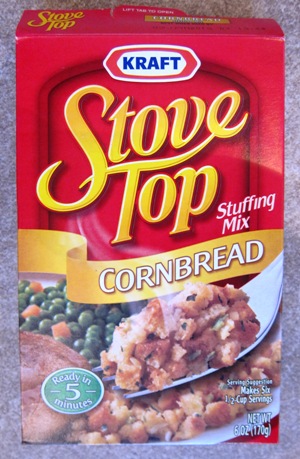 LIFT TAB TO OPEN
CORNBREAD
Stove
Top
KRAFT
Stove
Top
Stuffing
Mix
CORNBREAD
Ready in
5
minutes
Serving Suggestion
Makes Six
1/2 Cup Servings
NET WT
6 OZ (170g)